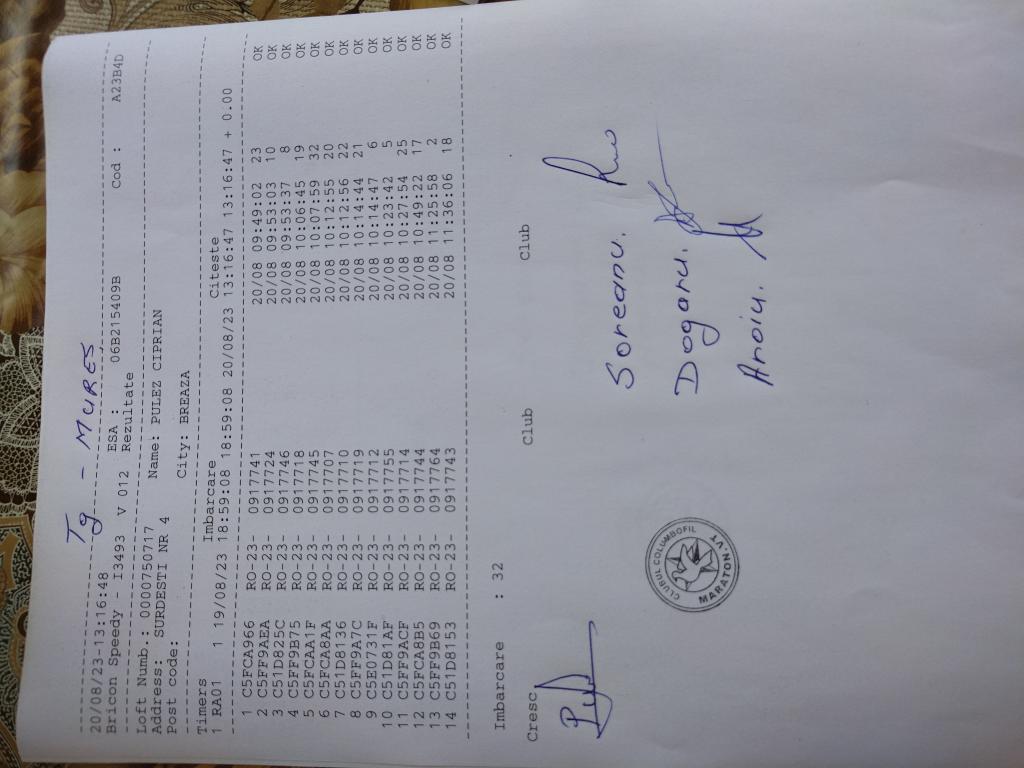 Tg - MURES
20/08/23-13:16:48
Bricon Speedy - I3493 V 012 ESA : 06B215409B Cod : A23B4D
Rezultate
Loft Numb.: 0000750717 Name: PULEZ CIPRIAN
Address: SURDESTI NR 4
Post code: City: BREAZA
Timers Imbarcare Citeste
1 RA01 1 19/08/23 18:59:08 18:59:08 20/08/23 13:16:47 13:16:47 + 0:00
1 C5FCA966 RO-23- 0917741 20/08 09:49:02 23 OK
2 C5FF9AEA RO-23- 0917724 20/08 09:53:03 10 OK
3 C51D825C RO-23- 0917746 20/08 09:53:37 8 OK
4 C5FF9B75 RO-23- 0917718 20/08 10:06:45 19 OK
5 C5FCAA1F RO-23- 0917745 20/08 10:07:59 32 OK
6 C5FCA8AA RO-23- 0917707 20/08 10:12:55 20 OK
7 C51D8136 RO-23- 0917710 20/08 10:12:56 22 OK
8 C5FF9A7C RO-23- 0917719 20/08 10:14:44 21 OK
9 C5E0731F RO-23- 0917712 20/08 10:14:47 6 OK
10 C51D81AF RO-23- 0917755 20/08 10:23:42 5 OK
11 C5FF9ACF RO-23- 0917714 20/08 10:27:54 25 OK
12 C5FCA8B5 RO-23- 0917744 20/08 10:49:22 17 OK
13 C5FF9B69 RO-23- 0917764 20/08 11:25:58 2 OK
14 C51D8153 RO-23- 0917743 20/08 11:36:06 18 OK
Imbarcare : 32
Cresc Club Club
Soreanu.
Dogaru.
Anoiu.
CLUBUL COLUMBOFIL
MARATON.VT